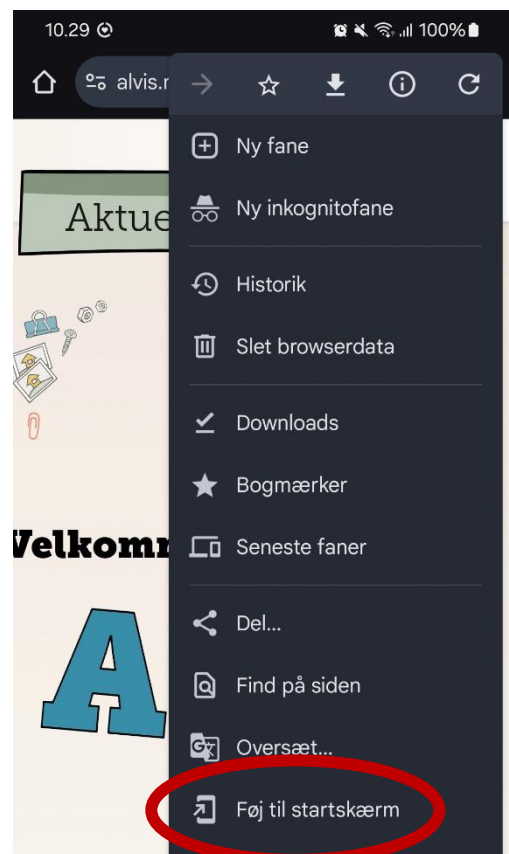 10.29 100%
alvis.r
Ny fane
Aktue
Ny inkognitofane
Historik
Slet browserdata
Downloads
Bogmærker
Velkomm
Seneste faner
Del...
A
Find på siden
Oversæt...
Føj til startskærm